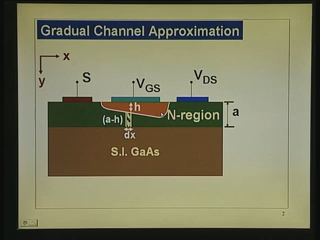 Gradual Channel Approximation
x
y
S
VGS
VDS
h
(a-h)
N-region
a
dx
S.I. GaAs